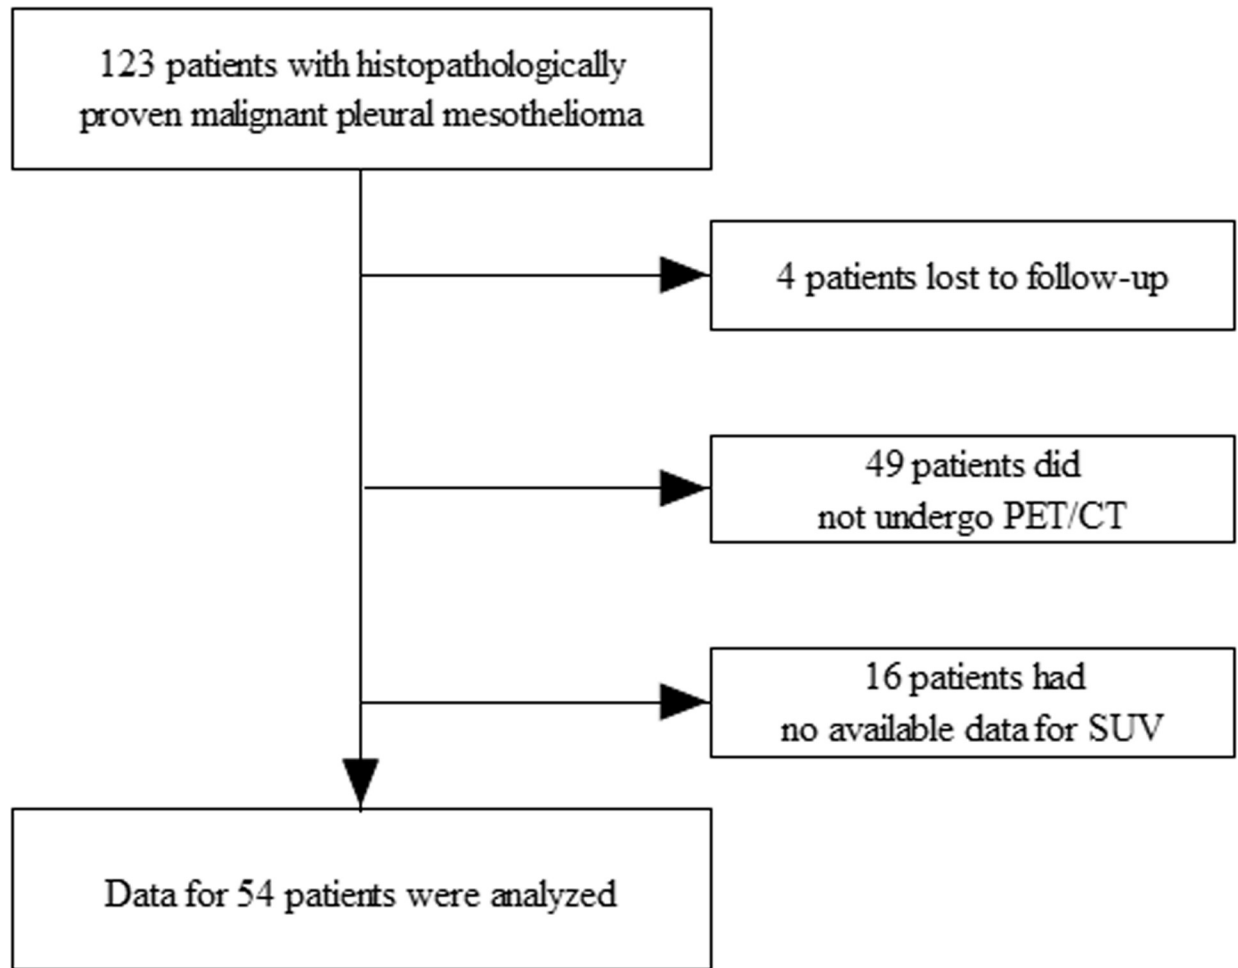 123 patients with histopathologically
proven malignant pleural mesothelioma
4 patients lost to follow-up
49 patients did
not undergo PET/CT
16 patients had
no available data for SUV
Data for 54 patients were analyzed